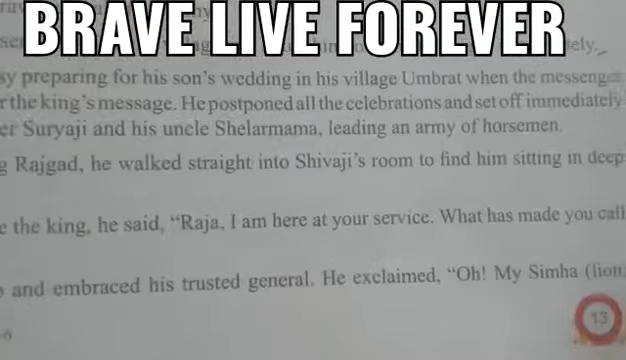 BRAVE LIVE FOREVER
tely.
sy preparing for his son's wedding in his village Umbrat when the messenger
r the king's message. He postponed all the celebrations and set off immediately
er Suryaji and his uncle Shelarmama, leading an army of horsemen.
g Rajgad, he walked straight into Shivaji's room to find him sitting in deep
e the king, he said, “Raja, I am here at your service. What has made you call
and embraced his trusted general. He exclaimed, “Oh! My Simha (lion)
13